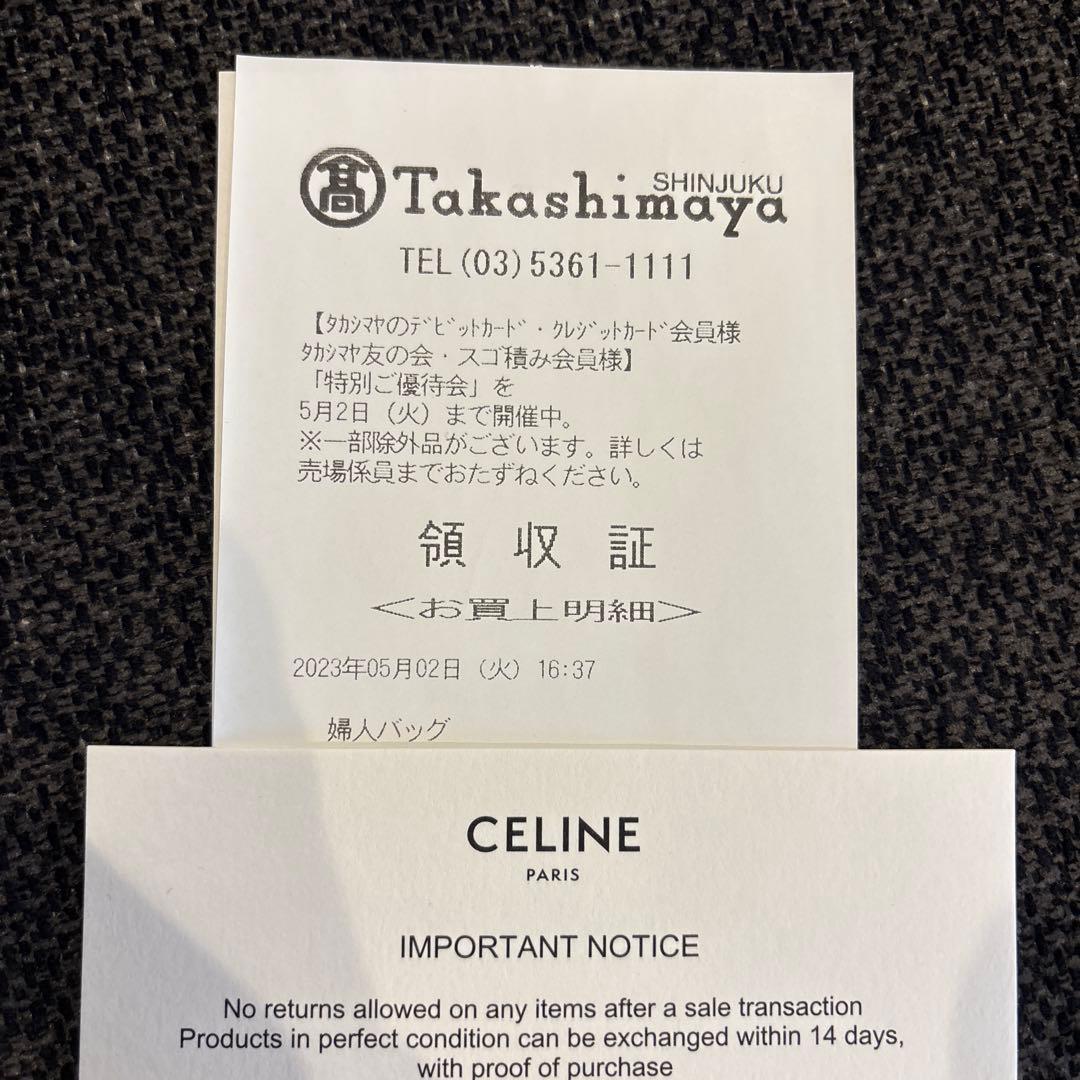 髙 Takashimaya SHINJUKU
TEL(03)5361-1111
【ﾀｶｼﾏﾔのﾃﾞﾋﾞｯﾄｶｰﾄﾞ・ｸﾚｼﾞｯﾄｶｰﾄﾞ会員様
ﾀｶｼﾏﾔ友の会・スゴ積み会員様】
「特別ご優待会」を
5月2日（火）まで開催中。
※一部除外品がございます。詳しくは
売場係員までおたずねください。
領収証
<お買上明細>
2023年05月02日（火）16:37
婦人バッグ
CELINE
PARIS
IMPORTANT NOTICE
No returns allowed on any items after a sale transaction
Products in perfect condition can be exchanged within 14 days,
with proof of purchase